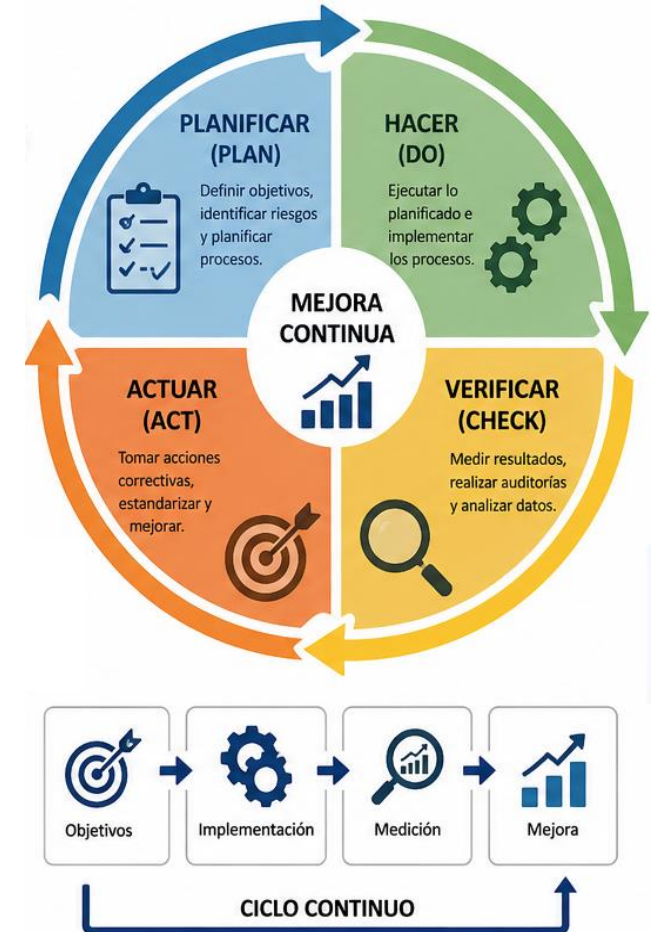 PLANIFICAR
(PLAN)
Definir objetivos,
identificar riesgos
y planificar
procesos.
HACER
(DO)
Ejecutar lo
planificado e
implementar
los procesos.
MEJORA
CONTINUA
ACTUAR
(ACT)
Tomar acciones
correctivas,
estandarizar y
mejorar.
VERIFICAR
(CHECK)
Medir resultados,
realizar auditorías
y analizar datos.
Objetivos
Implementación
Medición
Mejora
CICLO CONTINUO